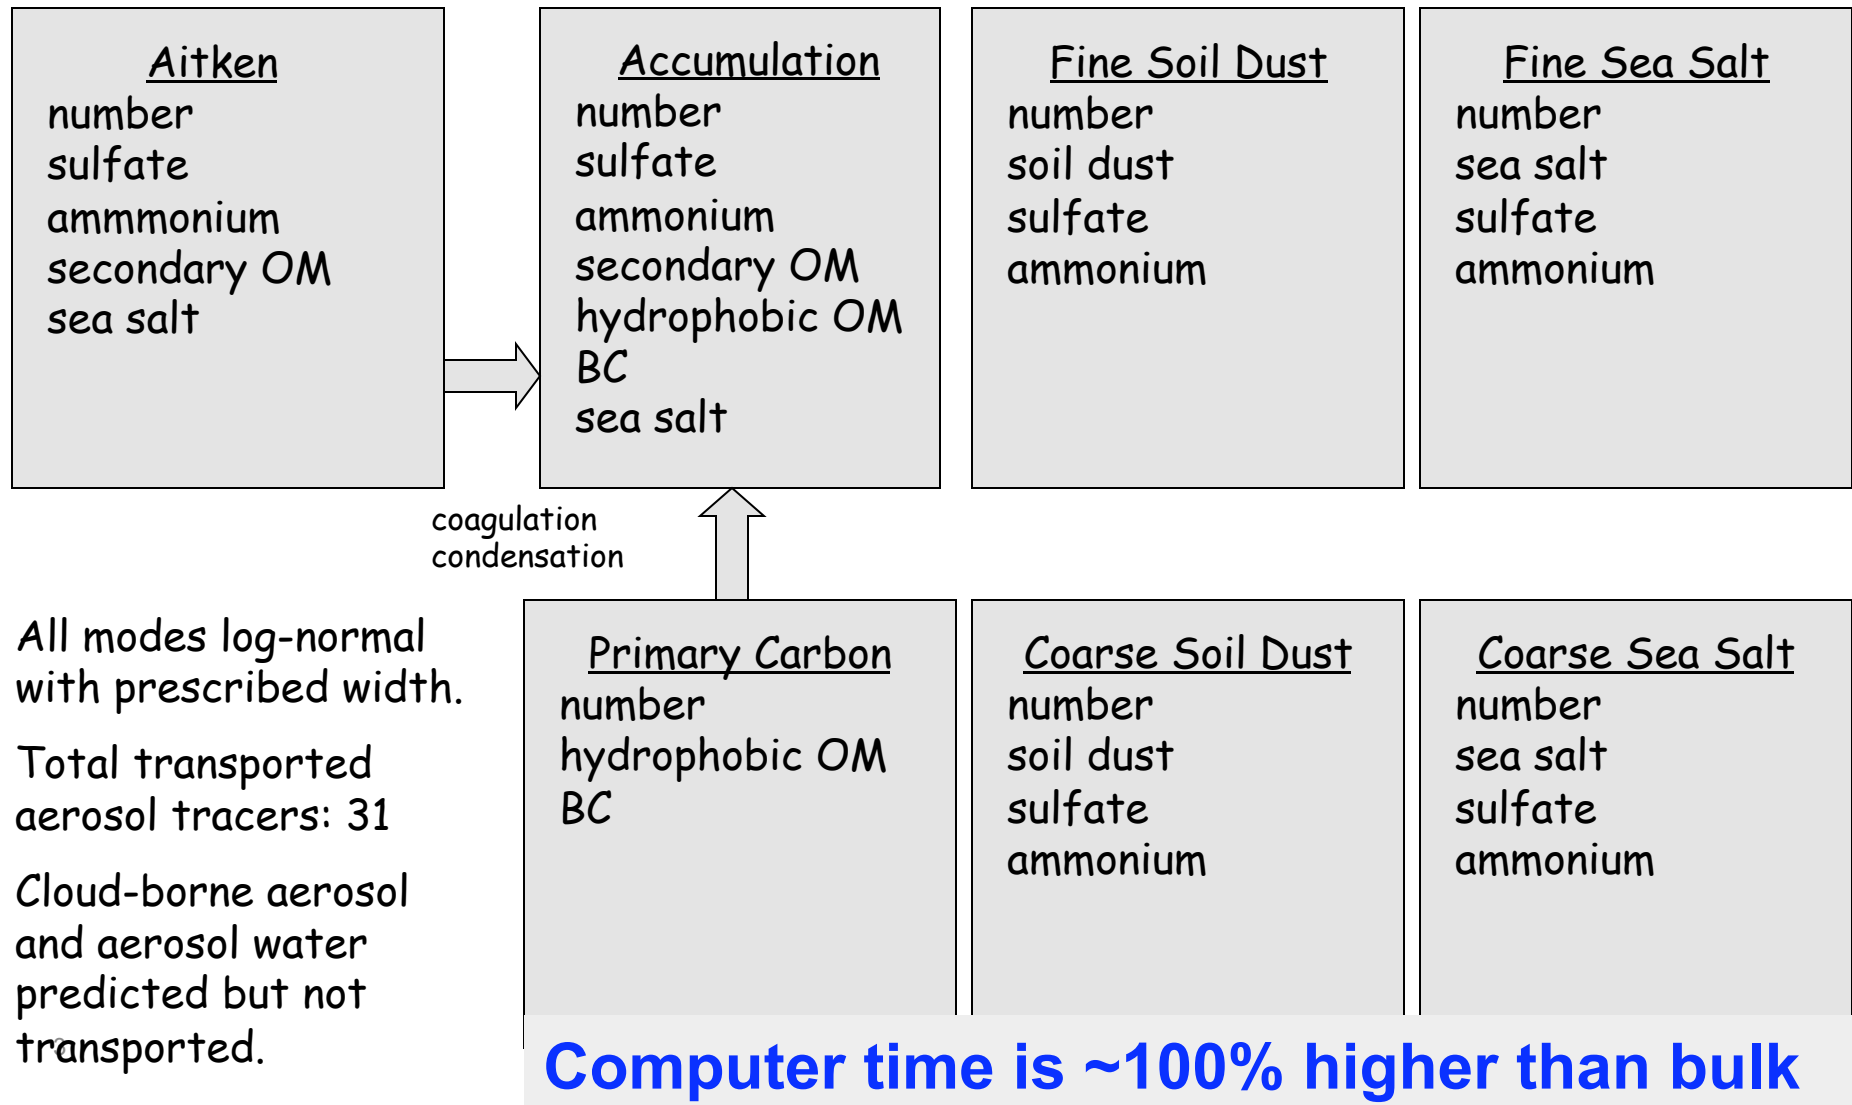 Aitken
number
sulfate
ammmonium
secondary OM
sea salt
Accumulation
number
sulfate
ammonium
secondary OM
hydrophobic OM
BC
sea salt
Fine Soil Dust
number
soil dust
sulfate
ammonium
Fine Sea Salt
number
sea salt
sulfate
ammonium
coagulation
condensation
All modes log-normal
with prescribed width.
Total transported
aerosol tracers: 31
Cloud-borne aerosol
and aerosol water
predicted but not
transported.
Primary Carbon
number
hydrophobic OM
BC
Coarse Soil Dust
number
soil dust
sulfate
ammonium
Coarse Sea Salt
number
sea salt
sulfate
ammonium
Computer time is ~100% higher than bulk